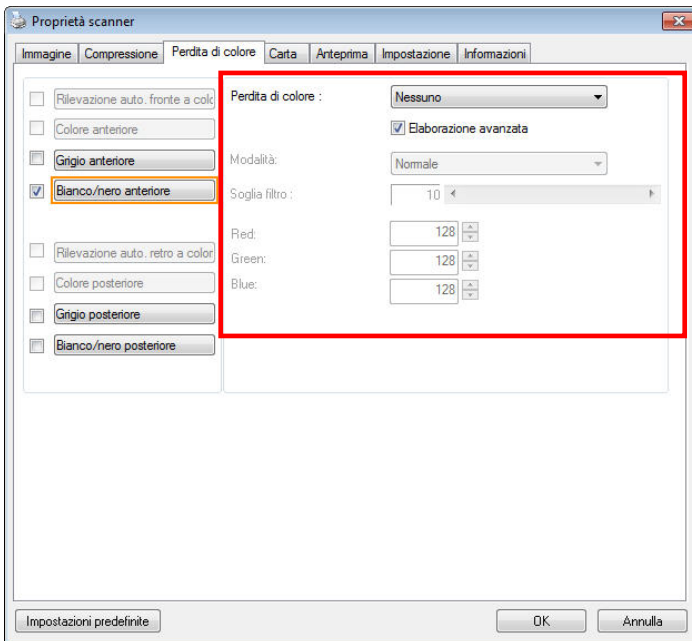 Proprietà scanner
Immagine Compressione Perdita di colore Carta Anteprima Impostazione Informazioni
Rilevazione auto. fronte a colo
Colore anteriore
Grigio anteriore
Bianco/nero anteriore
Rilevazione auto. retro a color
Colore posteriore
Grigio posteriore
Bianco/nero posteriore
Perdita di colore : Nessuno
Elaborazione avanzata
Modalità: Normale
Soglia filtro : 10
Red: 128
Green: 128
Blue: 128
Impostazioni predefinite OK Annulla